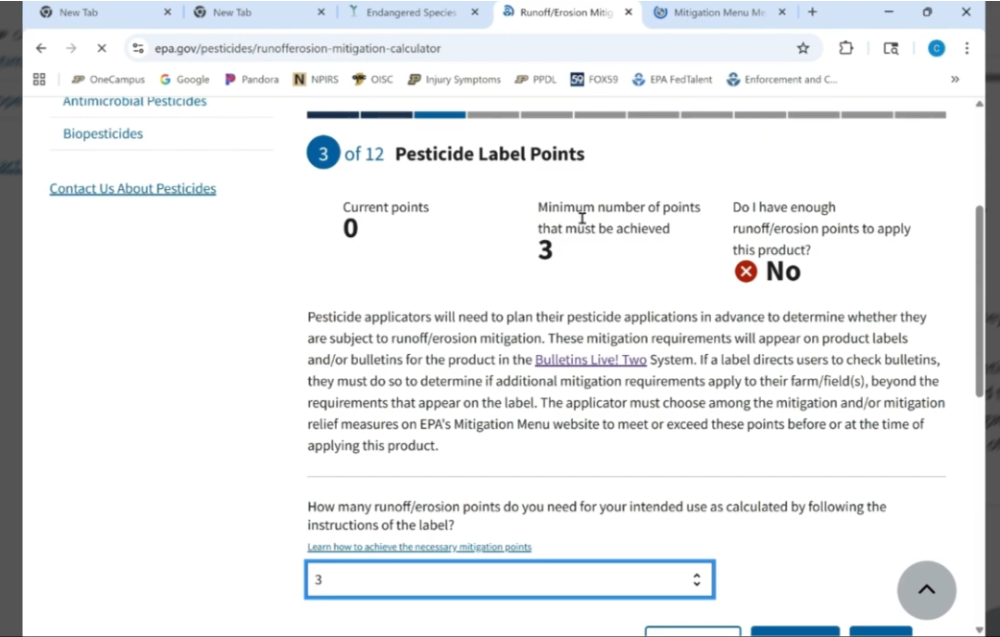 New Tab
New Tab
Endangered Species
Runoff/Erosion Mitig
Mitigation Menu Me
epa.gov/pesticides/runofferosion-mitigation-calculator
C
OneCampus
Google
Pandora
NPIRS
OISC
Injury Symptoms
PPDL
59 FOX59
EPA FedTalent
Enforcement and C...
Antimicrobial Pesticides
Biopesticides
Contact Us About Pesticides
3 of 12 Pesticide Label Points
Current points
0
Minimum number of points
that must be achieved
3
Do I have enough
runoff/erosion points to apply
this product?
No
Pesticide applicators will need to plan their pesticide applications in advance to determine whether they
are subject to runoff/erosion mitigation. These mitigation requirements will appear on product labels
and/or bulletins for the product in the Bulletins Live! Two System. If a label directs users to check bulletins,
they must do so to determine if additional mitigation requirements apply to their farm/field(s), beyond the
requirements that appear on the label. The applicator must choose among the mitigation and/or mitigation
relief measures on EPA's Mitigation Menu website to meet or exceed these points before or at the time of
applying this product.
How many runoff/erosion points do you need for your intended use as calculated by following the
instructions of the label?
Learn how to achieve the necessary mitigation points
3